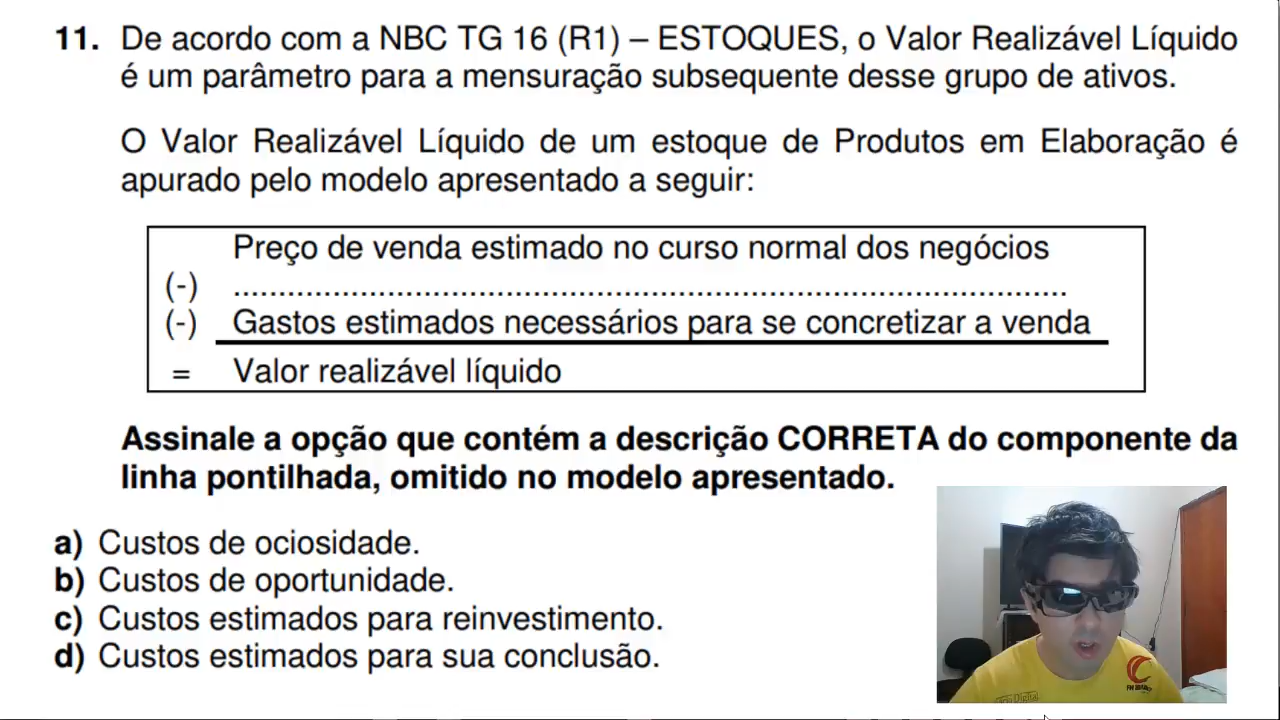 11. De acordo com a NBC TG 16 (R1) – ESTOQUES, o Valor Realizável Líquido
é um parâmetro para a mensuração subsequente desse grupo de ativos.
O Valor Realizável Líquido de um estoque de Produtos em Elaboração é
apurado pelo modelo apresentado a seguir:
Preço de venda estimado no curso normal dos negócios
(-) ............................................................................................
(-) Gastos estimados necessários para se concretizar a venda
= Valor realizável líquido
Assinale a opção que contém a descrição CORRETA do componente da
linha pontilhada, omitido no modelo apresentado.
a) Custos de ociosidade.
b) Custos de oportunidade.
c) Custos estimados para reinvestimento.
d) Custos estimados para sua conclusão.